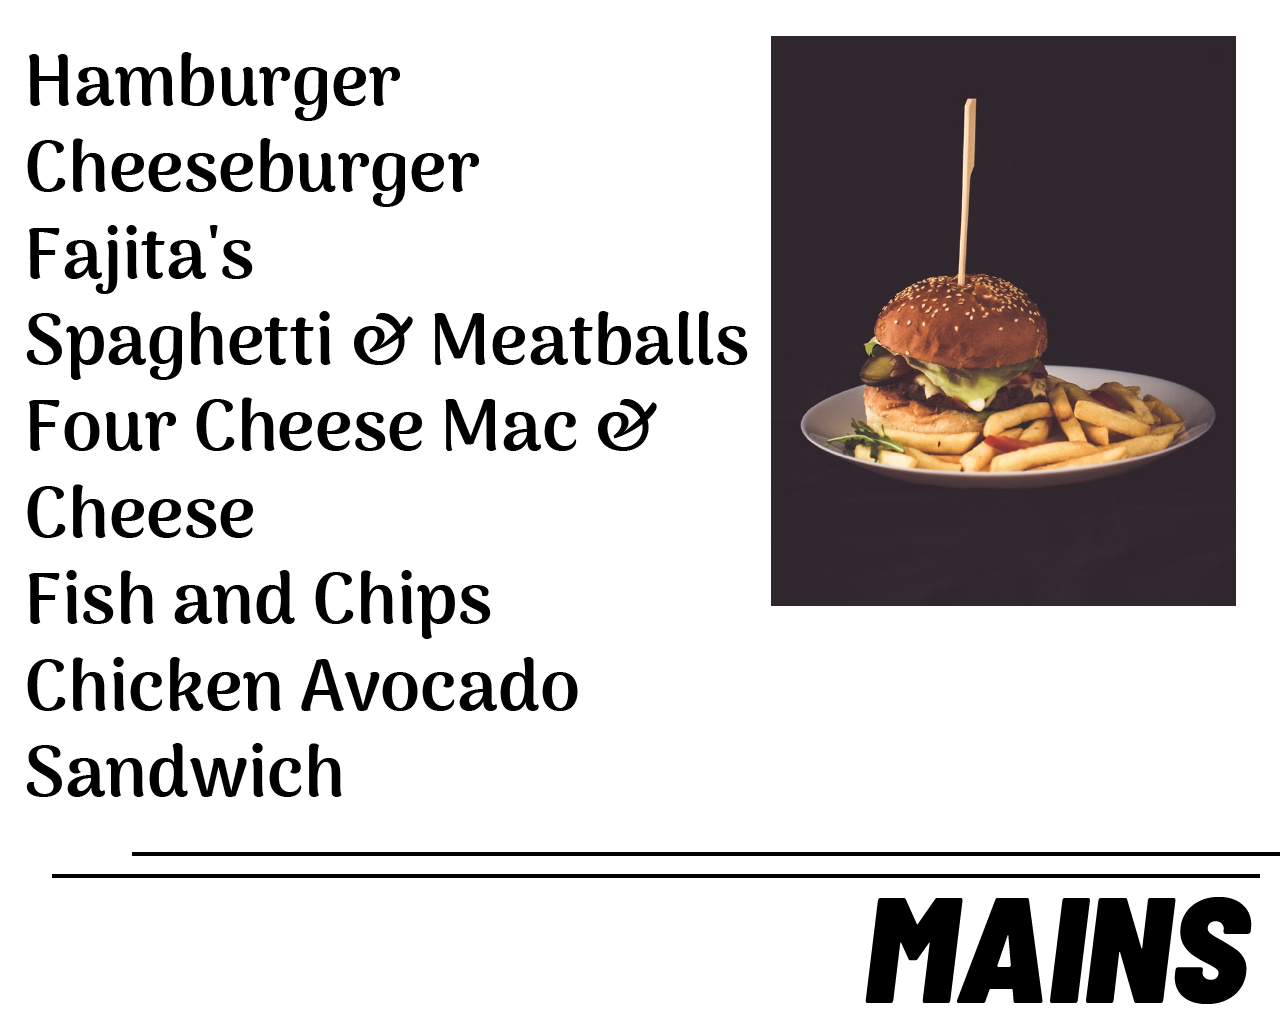 Hamburger
Cheeseburger
Fajita's
Spaghetti & Meatballs
Four Cheese Mac &
Cheese
Fish and Chips
Chicken Avocado
Sandwich
MAINS